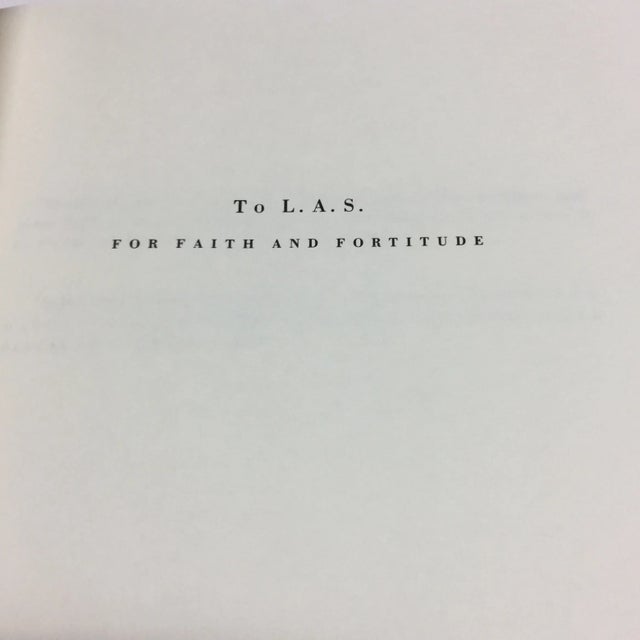 To L. A. S.
FOR FAITH AND FORTITUDE